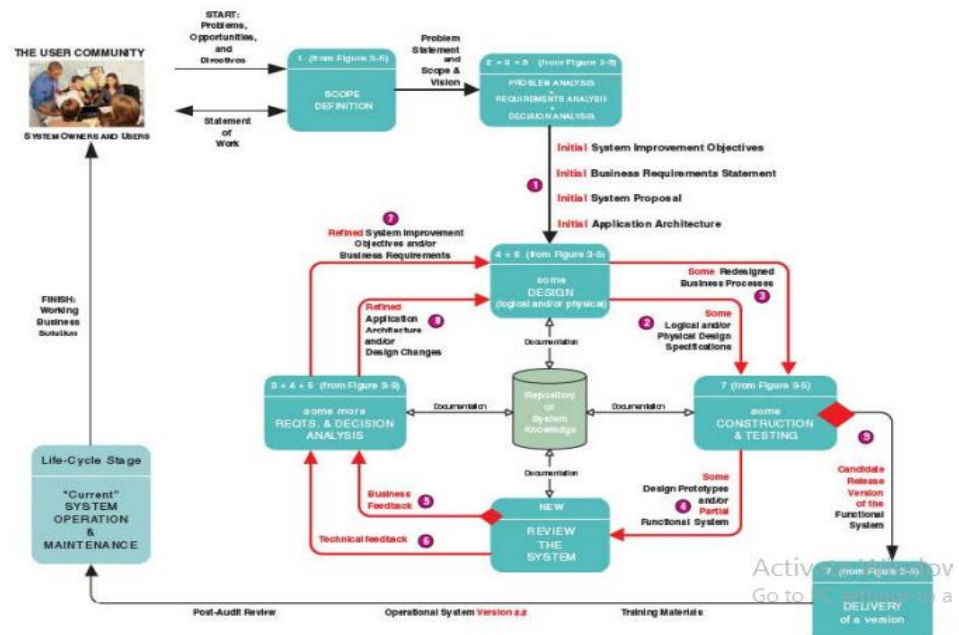 START:
Problems,
Opportunities,
and
Directives
THE USER COMMUNITY
SYSTEM OWNERS AND USERS
Statement
of
Work
1 (from Figure 3-5)
SCOPE
DEFINITION
Problem
Statement
and
Scope &
Vision
2 + 3 + 5 (from Figure 3-5)
PROBLEM ANALYSIS
+
REQUIREMENTS ANALYSIS
+
DECISION ANALYSIS
1
Initial System Improvement Objectives
Initial Business Requirements Statement
Initial System Proposal
Initial Application Architecture
7
Refined System Improvement
Objectives and/or
Business Requirements
4 + 6 (from Figure 3-5)
some
DESIGN
(logical and/or physical)
Some Redesigned
Business Processes
3
Refined
Application
Architecture
and/or
Design Changes
8
2
Some
Logical and/or
Physical Design
Specifications
FINISH:
Working
Business
Solution
Documentation
3 + 4 + 5 (from Figure 3-5)
some more
REQTS. & DECISION
ANALYSIS
Documentation
Repository
of
System
Knowledge
Documentation
7 (from Figure 3-5)
some
CONSTRUCTION
& TESTING
Life-Cycle Stage
"Current"
SYSTEM
OPERATION
&
MAINTENANCE
Documentation
Business
Feedback
5
Technical feedback
6
NEW
REVIEW
THE
SYSTEM
Some
Design Prototypes
and/or
Partial
Functional System
4
9
Candidate
Release
Version
of the
Functional
System
7 (from Figure 3-5)
DELIVERY
of a version
Post-Audit Review
Operational System Version x.x
Training Materials